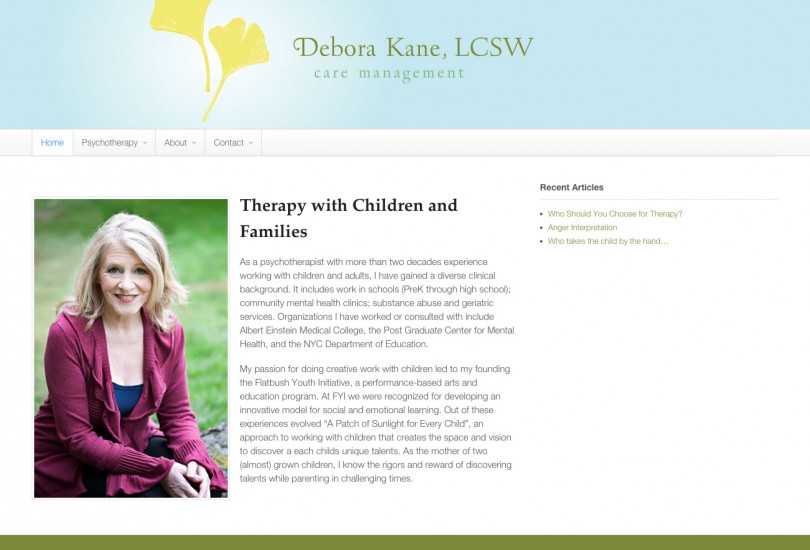 Debora Kane, LCSW
care management
Home
Psychotherapy
About
Contact
Therapy with Children and
Families
As a psychotherapist with more than two decades experience
working with children and adults, I have gained a diverse clinical
background. It includes work in schools (PreK through high school);
community mental health clinics; substance abuse and geriatric
services. Organizations I have worked or consulted with include
Albert Einstein Medical College, the Post Graduate Center for Mental
Health, and the NYC Department of Education.
My passion for doing creative work with children led to my founding
the Flatbush Youth Initiative, a performance-based arts and
education program. At FYI we were recognized for developing an
innovative model for social and emotional learning. Out of these
experiences evolved “A Patch of Sunlight for Every Child”, an
approach to working with children that creates the space and vision
to discover a each childs unique talents. As the mother of two
(almost) grown children, I know the rigors and reward of discovering
talents while parenting in challenging times.
Recent Articles
Who Should You Choose for Therapy?
Anger Interpretation
Who takes the child by the hand…